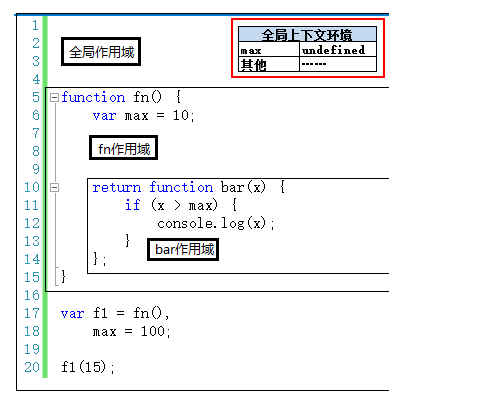 全局上下文环境
max undefined
其他 ------
1
2
3 全局作用域
4
5 function fn() {
6     var max = 10;
7
8 fn作用域
9
10     return function bar(x) {
11         if (x > max) {
12             console.log(x);
13         } bar作用域
14     };
15 }
16
17 var f1 = fn(),
18     max = 100;
19
20 f1(15);